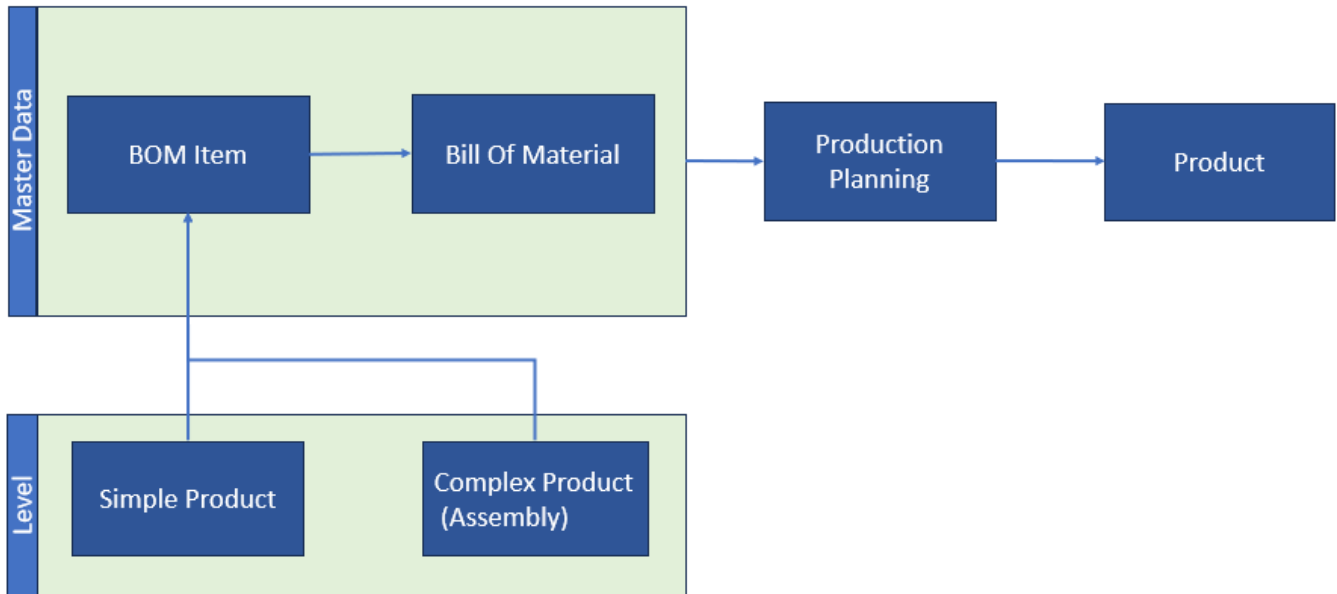 Master Data
BOM Item
Bill Of Material
Production
Planning
Product
Level
Simple Product
Complex Product
(Assembly)